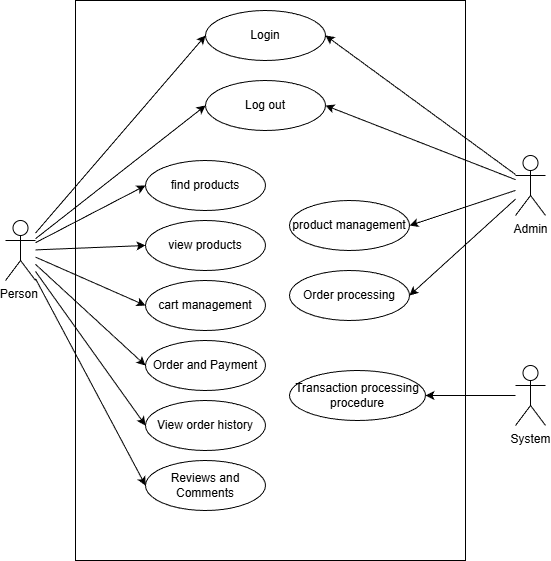 Login
Log out
find products
Admin
product management
view products
Person
cart management
Order processing
Order and Payment
Transaction processing
procedure
View order history
System
Reviews and
Comments